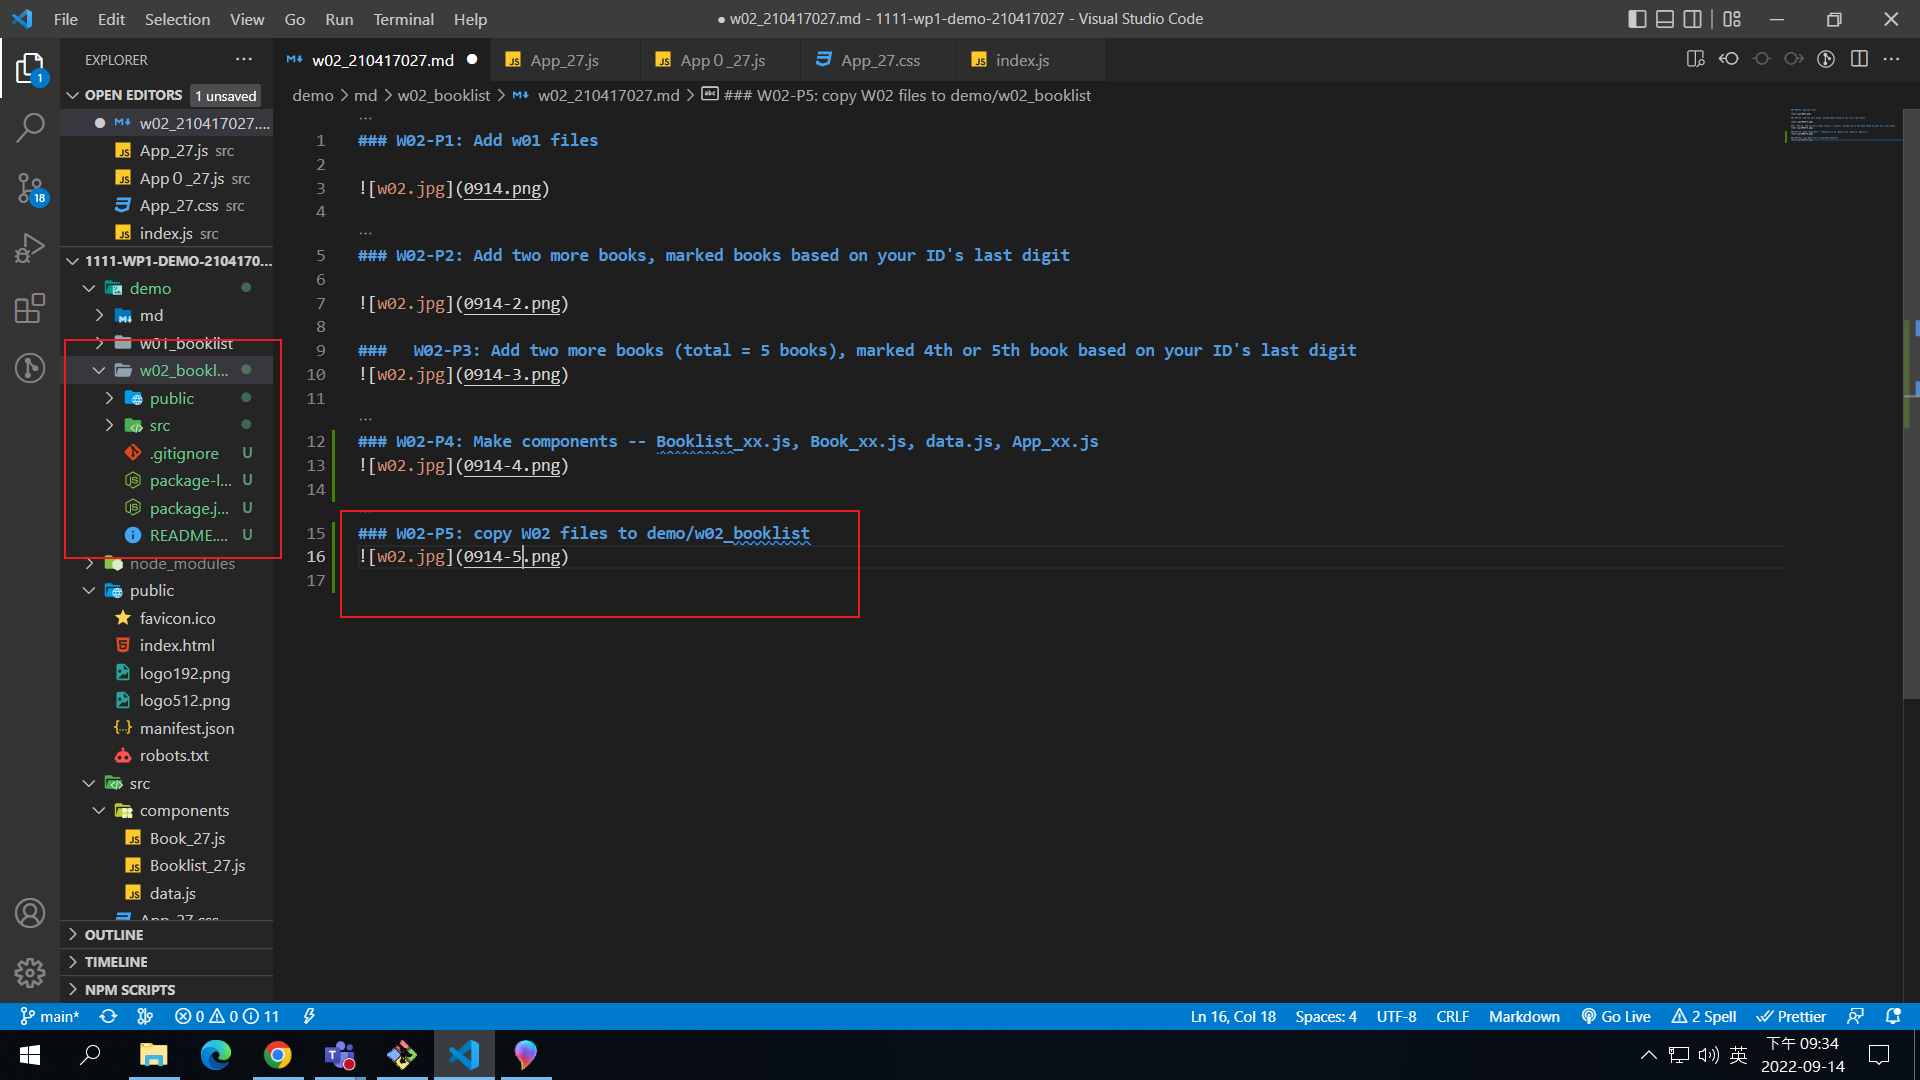 File Edit Selection View Go Run Terminal Help
● w02_210417027.md - 1111-wp1-demo-210417027 - Visual Studio Code
EXPLORER
w02_210417027.md
App_27.js
App 0 _27.js
App_27.css
index.js
OPEN EDITORS 1 unsaved
demo > md > w02_booklist > w02_210417027.md > ### W02-P5: copy W02 files to demo/w02_booklist
w02_210417027....
App_27.js src
App 0 _27.js src
App_27.css src
index.js src
1111-WP1-DEMO-2104170...
demo
md
w01_booklist
w02_bookl...
public
src
.gitignore U
package-l... U
package.j... U
README.... U
node_modules
public
favicon.ico
index.html
logo192.png
logo512.png
manifest.json
robots.txt
src
components
Book_27.js
Booklist_27.js
data.js
App_27.css
OUTLINE
TIMELINE
NPM SCRIPTS
...
1 ### W02-P1: Add w01 files
2
3 ![w02.jpg](0914.png)
4
...
5 ### W02-P2: Add two more books, marked books based on your ID's last digit
6
7 ![w02.jpg](0914-2.png)
8
9 ### W02-P3: Add two more books (total = 5 books), marked 4th or 5th book based on your ID's last digit
10 ![w02.jpg](0914-3.png)
11
...
12 ### W02-P4: Make components -- Booklist_xx.js, Book_xx.js, data.js, App_xx.js
13 ![w02.jpg](0914-4.png)
14
...
15 ### W02-P5: copy W02 files to demo/w02_booklist
16 ![w02.jpg](0914-5.png)
17
1
18
main* 0 0 11
Ln 16, Col 18 Spaces: 4 UTF-8 CRLF Markdown Go Live 2 Spell Prettier
英
下午 09:34
2022-09-14